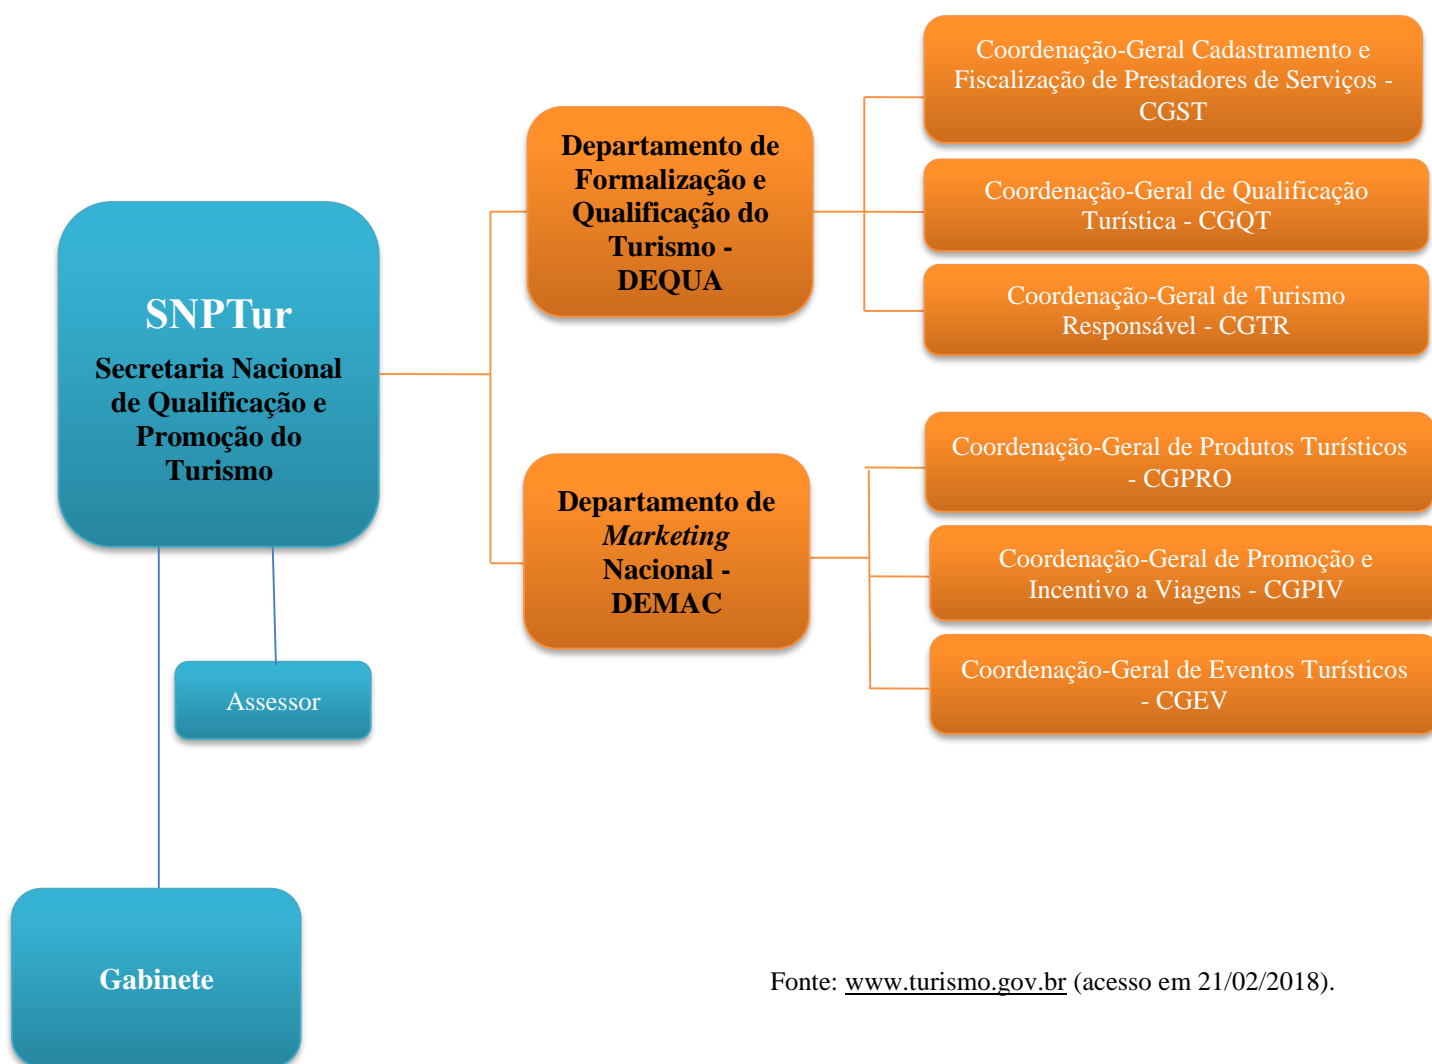 SNPTur
Secretaria Nacional
de Qualificação e
Promoção do
Turismo
Assessor
Gabinete
Departamento de
Formalização e
Qualificação do
Turismo -
DEQUA
Coordenação-Geral Cadastramento e
Fiscalização de Prestadores de Serviços -
CGST
Coordenação-Geral de Qualificação
Turística - CGQT
Coordenação-Geral de Turismo
Responsável - CGTR
Departamento de
Marketing
Nacional -
DEMAC
Coordenação-Geral de Produtos Turísticos
- CGPRO
Coordenação-Geral de Promoção e
Incentivo a Viagens - CGPIV
Coordenação-Geral de Eventos Turísticos
- CGEV
Fonte: www.turismo.gov.br (acesso em 21/02/2018).